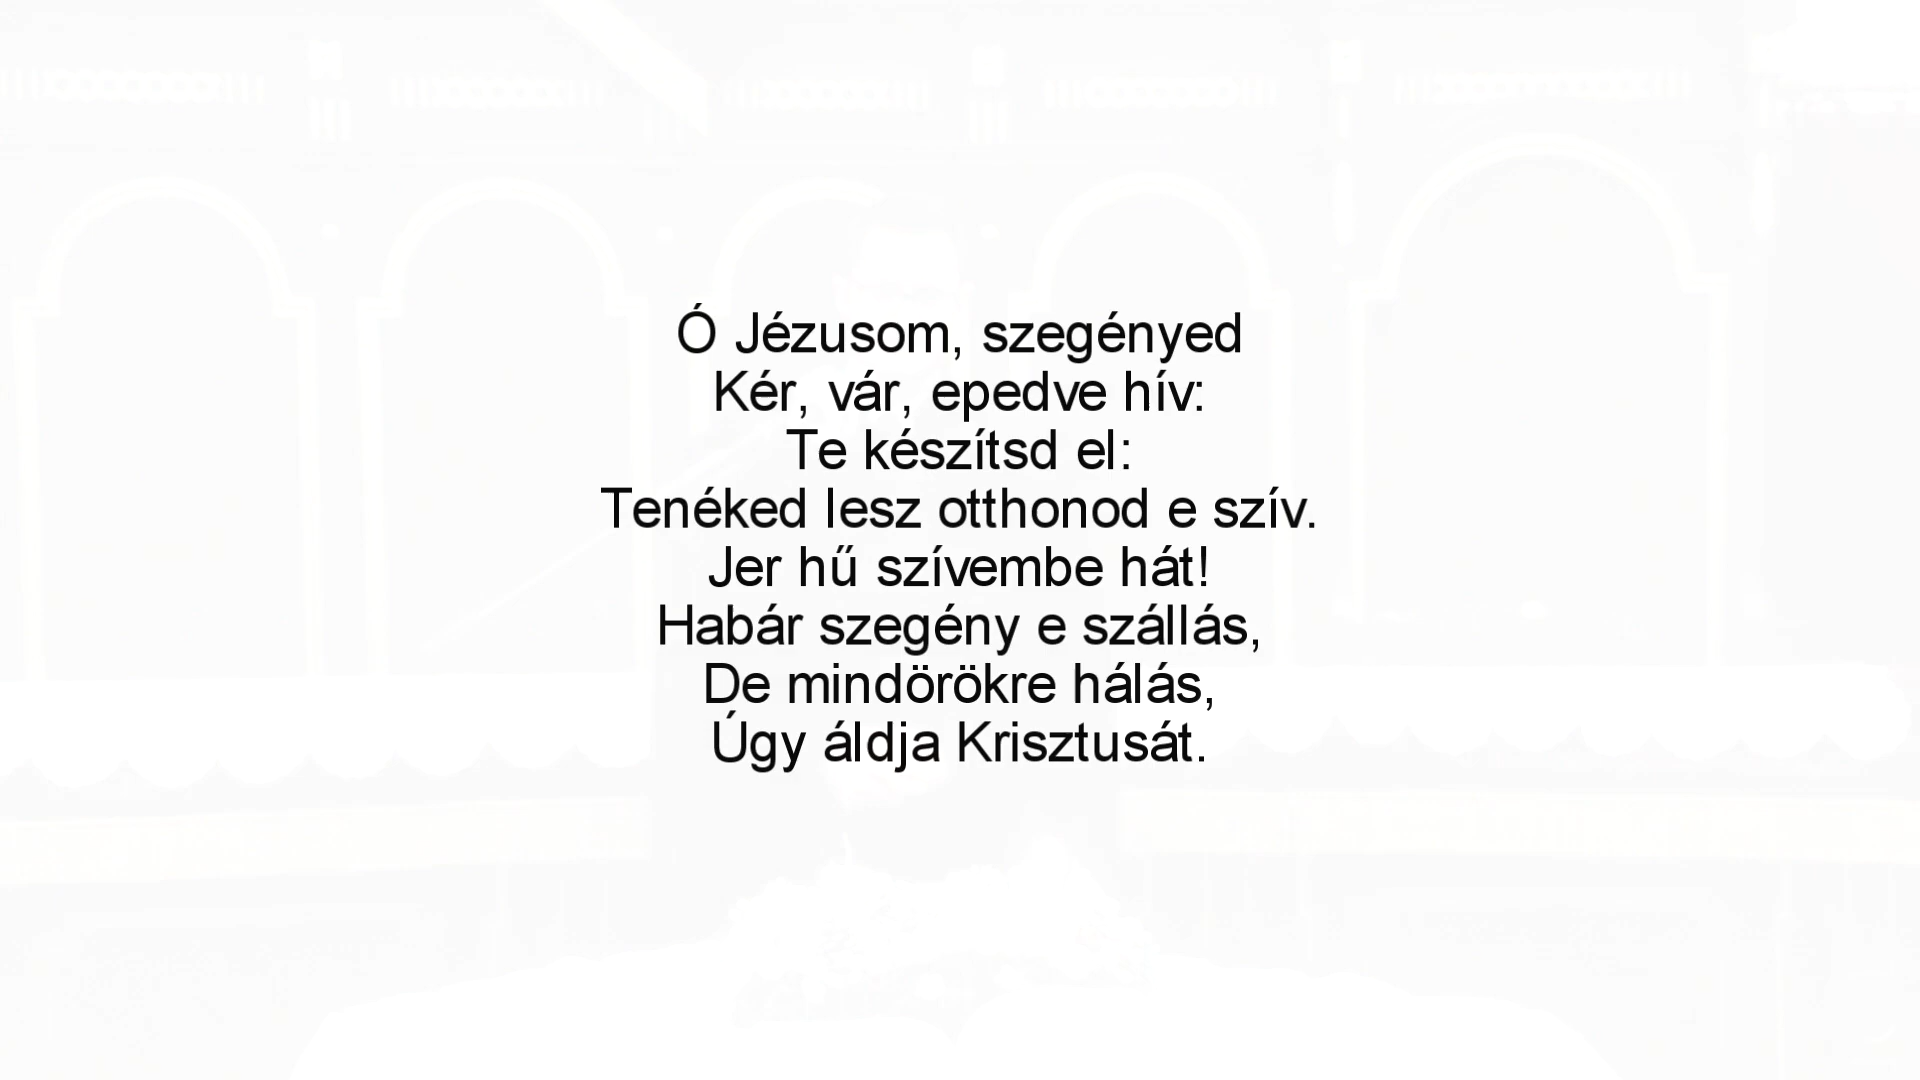 Ó Jézusom, szegényed
Kér, vár, epedve hív:
Te készítsd el:
Tenéked lesz otthonod e szív.
Jer hű szívembe hát!
Habár szegény e szállás,
De mindörökre hálás,
Úgy áldja Krisztusát.